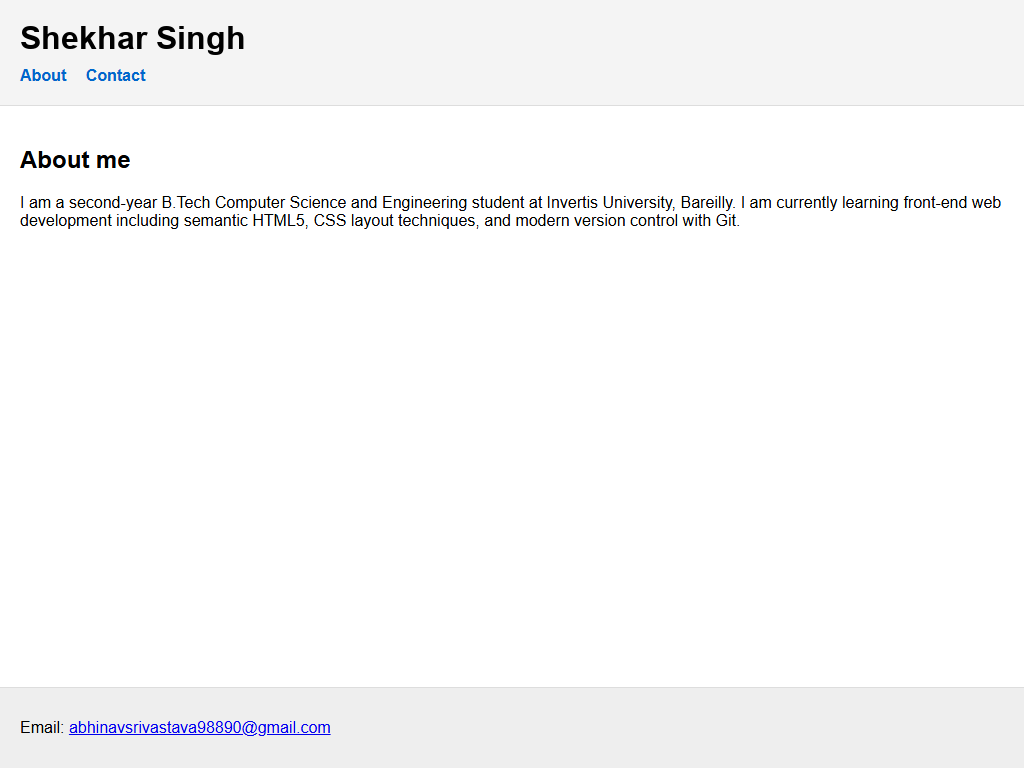 Shekhar Singh
About Contact
About me
I am a second-year B.Tech Computer Science and Engineering student at Invertis University, Bareilly. I am currently learning front-end web
development including semantic HTML5, CSS layout techniques, and modern version control with Git.
Email: abhinavsrivastava98890@gmail.com